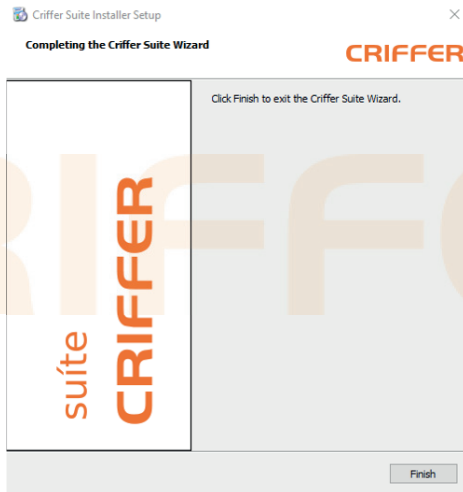 Criffer Suite Installer Setup
Completing the Criffer Suite Wizard
CRIFFER
Click Finish to exit the Criffer Suite Wizard.
suíte
CRIFFER
RIFF
Finish